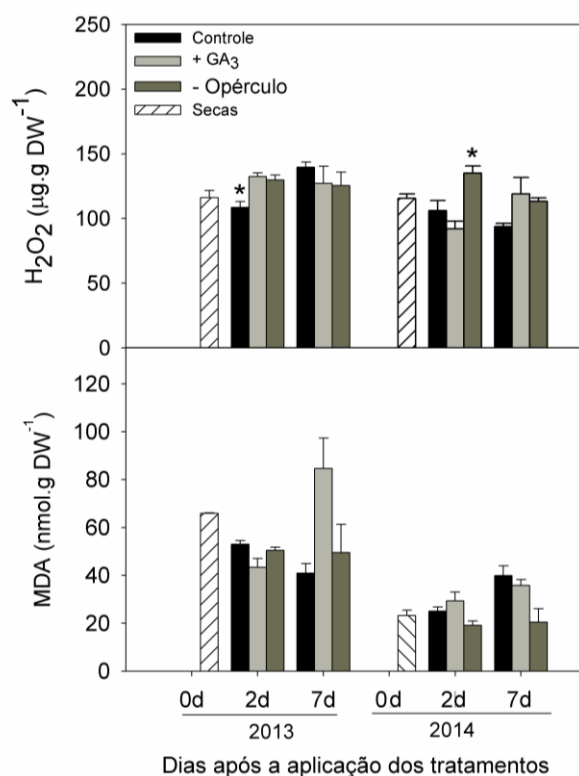 250
200
150
100
50
0
H₂O₂ (µg.g DW⁻¹)
Controle
+ GA₃
- Opérculo
Secas
*
*
120
100
80
60
40
20
0
MDA (nmol.g DW⁻¹)
0d 2d 7d 0d 2d 7d
2013 2014
Dias após a aplicação dos tratamentos